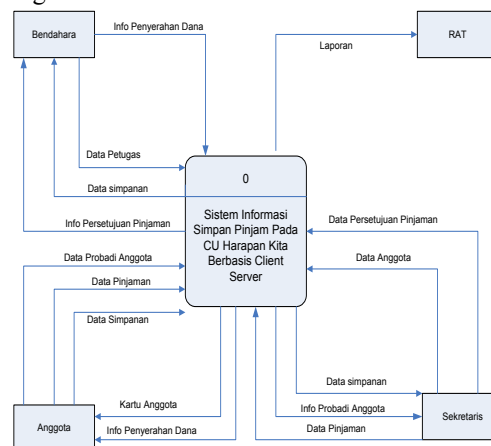 Bendahara
Info Penyerahan Dana
RAT
Laporan
Data Petugas
Data simpanan
0
Sistem Informasi
Simpan Pinjam Pada
CU Harapan Kita
Berbasis Client
Server
Info Persetujuan Pinjaman
Data Persetujuan Pinjaman
Data Probadi Anggota
Data Anggota
Data Pinjaman
Data Simpanan
Data simpanan
Kartu Anggota
Info Probadi Anggota
Anggota
Info Penyerahan Dana
Data Pinjaman
Sekretaris